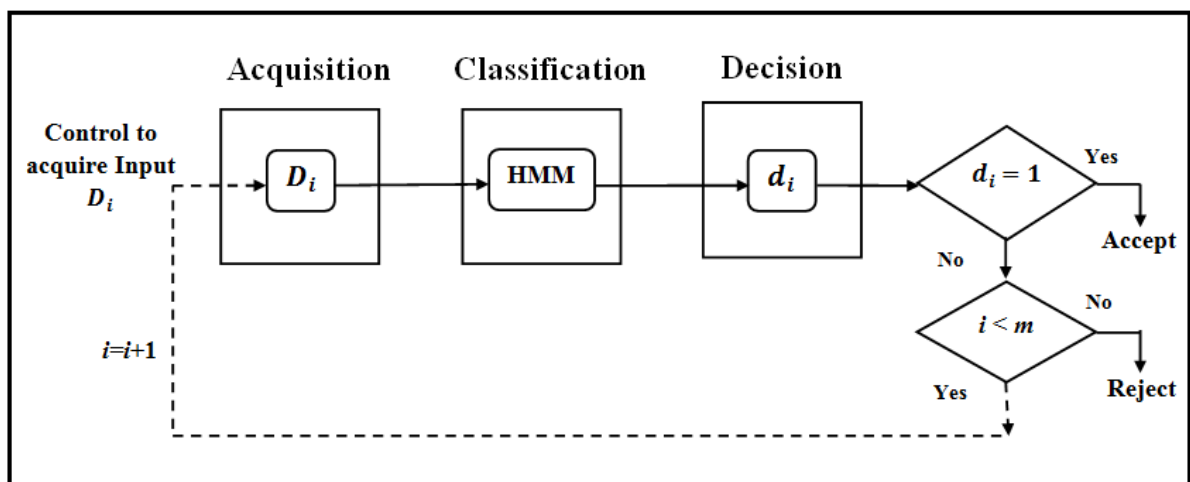 Acquisition
Classification
Decision
Control to
acquire Input
D_i
D_i
HMM
d_i
d_i = 1
Yes
Accept
No
i < m
No
Reject
Yes
i=i+1